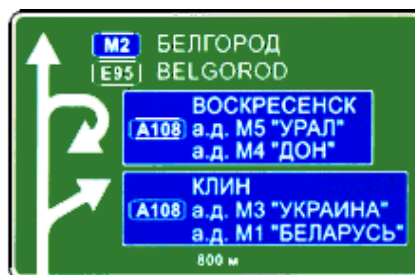 M2 БЕЛГОРОД
E95 BELGOROD
ВОСКРЕСЕНСК
A108 а.д. М5 "УРАЛ"
а.д. М4 "ДОН"
КЛИН
A108 а.д. М3 "УКРАИНА"
а.д. М1 "БЕЛАРУСЬ"
800 м